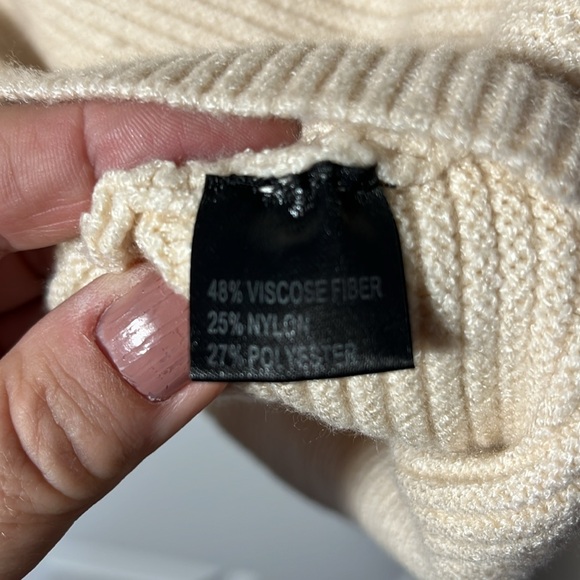 48% VISCOSE FIBER
25% NYLON
27% POLYESTER